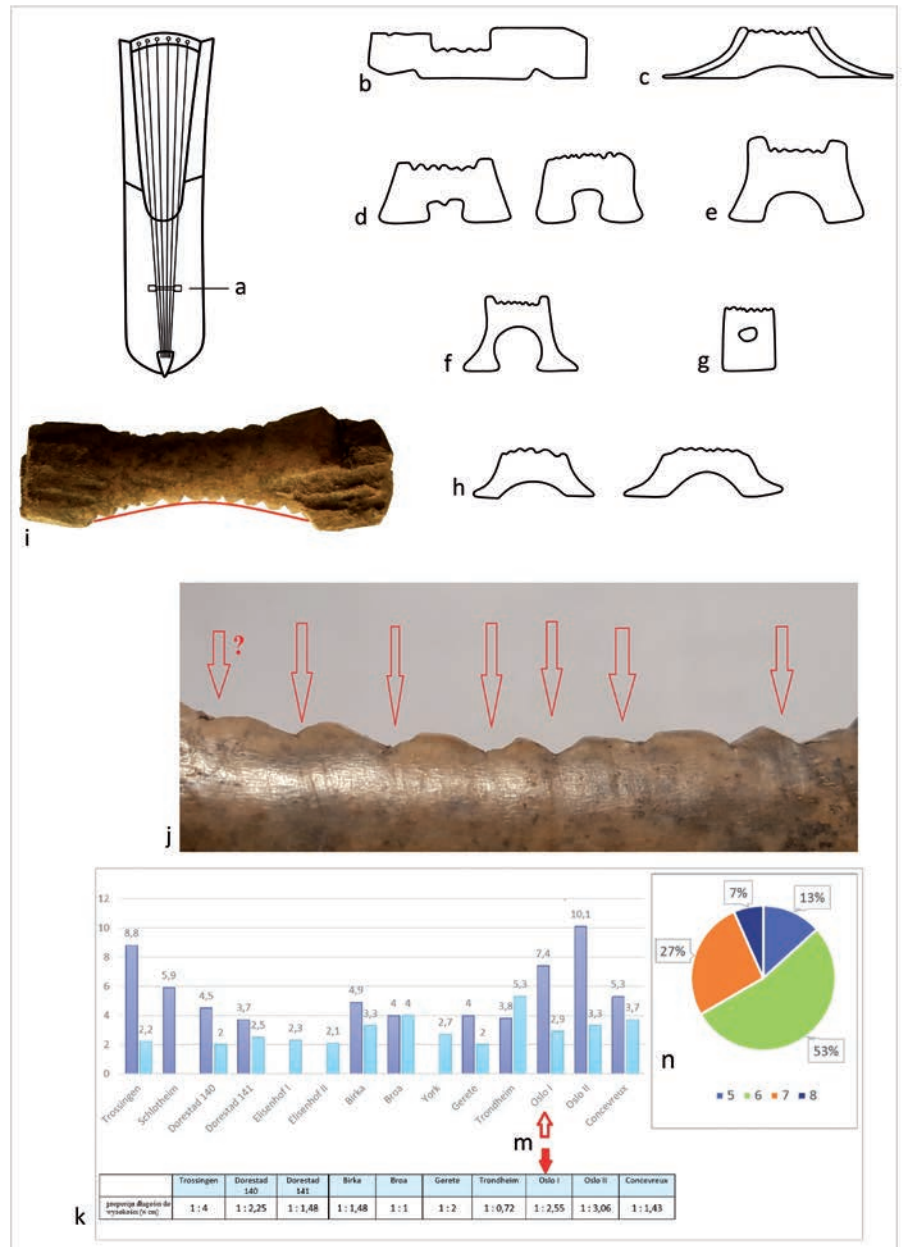 a
b
c
d
e
f
g
h
i
?
j
12
10
8
6
4
2
0
8,8
2,2
5,9
4,5
2
3,7
2,5
2,3
2,1
4,9
3,3
4
4
2,7
4
2
3,8
5,3
7,4
2,9
10,1
3,3
5,3
3,7
Trossingen
Schlotheim
Dorestad 140
Dorestad 141
Elisenhof I
Elisenhof II
Birka
Broa
York
Gerete
Trondheim
Oslo I
Oslo II
Concevreux
7%
13%
27%
53%
n
5 6 7 8
m
k
Trossingen Dorestad 140 Dorestad 141 Birka Broa Gerete Trondheim Oslo I Oslo II Concevreux
proporcja długości do
wysokości (w cm) 1 : 4 1 : 2,25 1 : 1,48 1 : 1,48 1 : 1 1 : 2 1 : 0,72 1 : 2,55 1 : 3,06 1 : 1,43